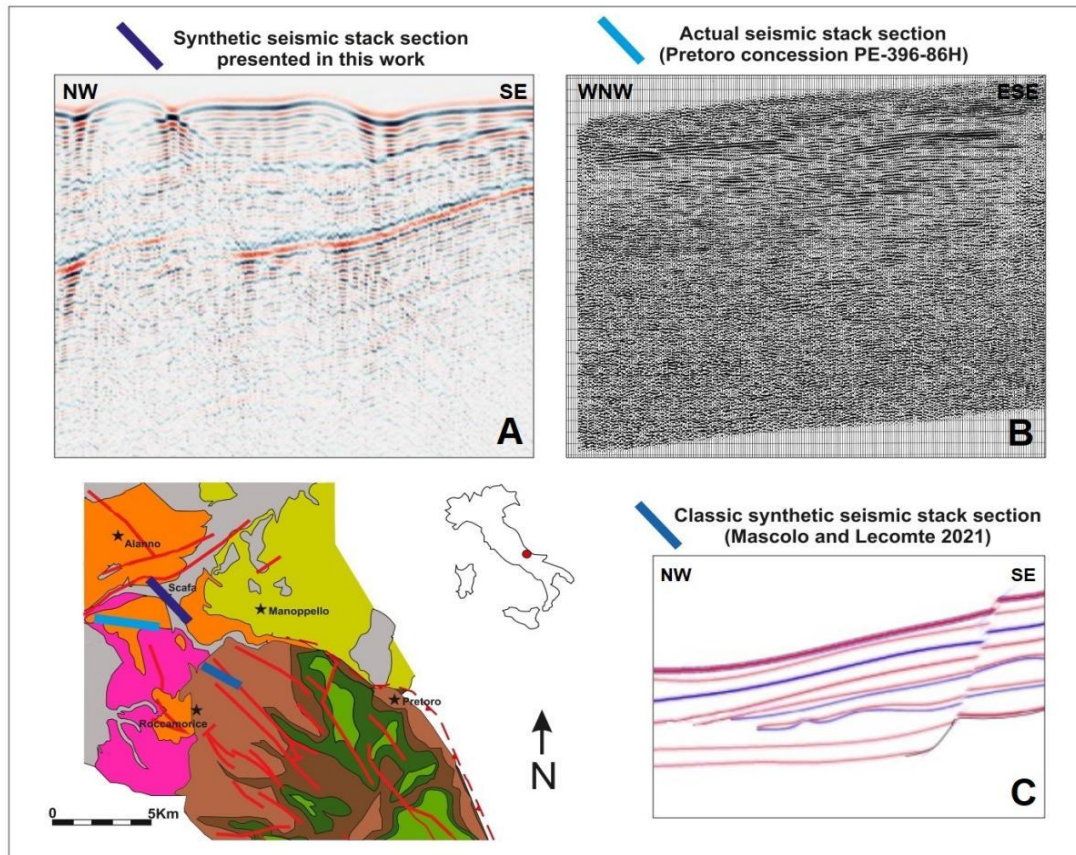 Synthetic seismic stack section
presented in this work
NW
SE
A
Actual seismic stack section
(Pretoro concession PE-396-86H)
WNW
ESE
B
Alanno
Scafa
Manoppello
Roccamorice
Pretoro
0
5Km
N
Classic synthetic seismic stack section
(Mascolo and Lecomte 2021)
NW
SE
C